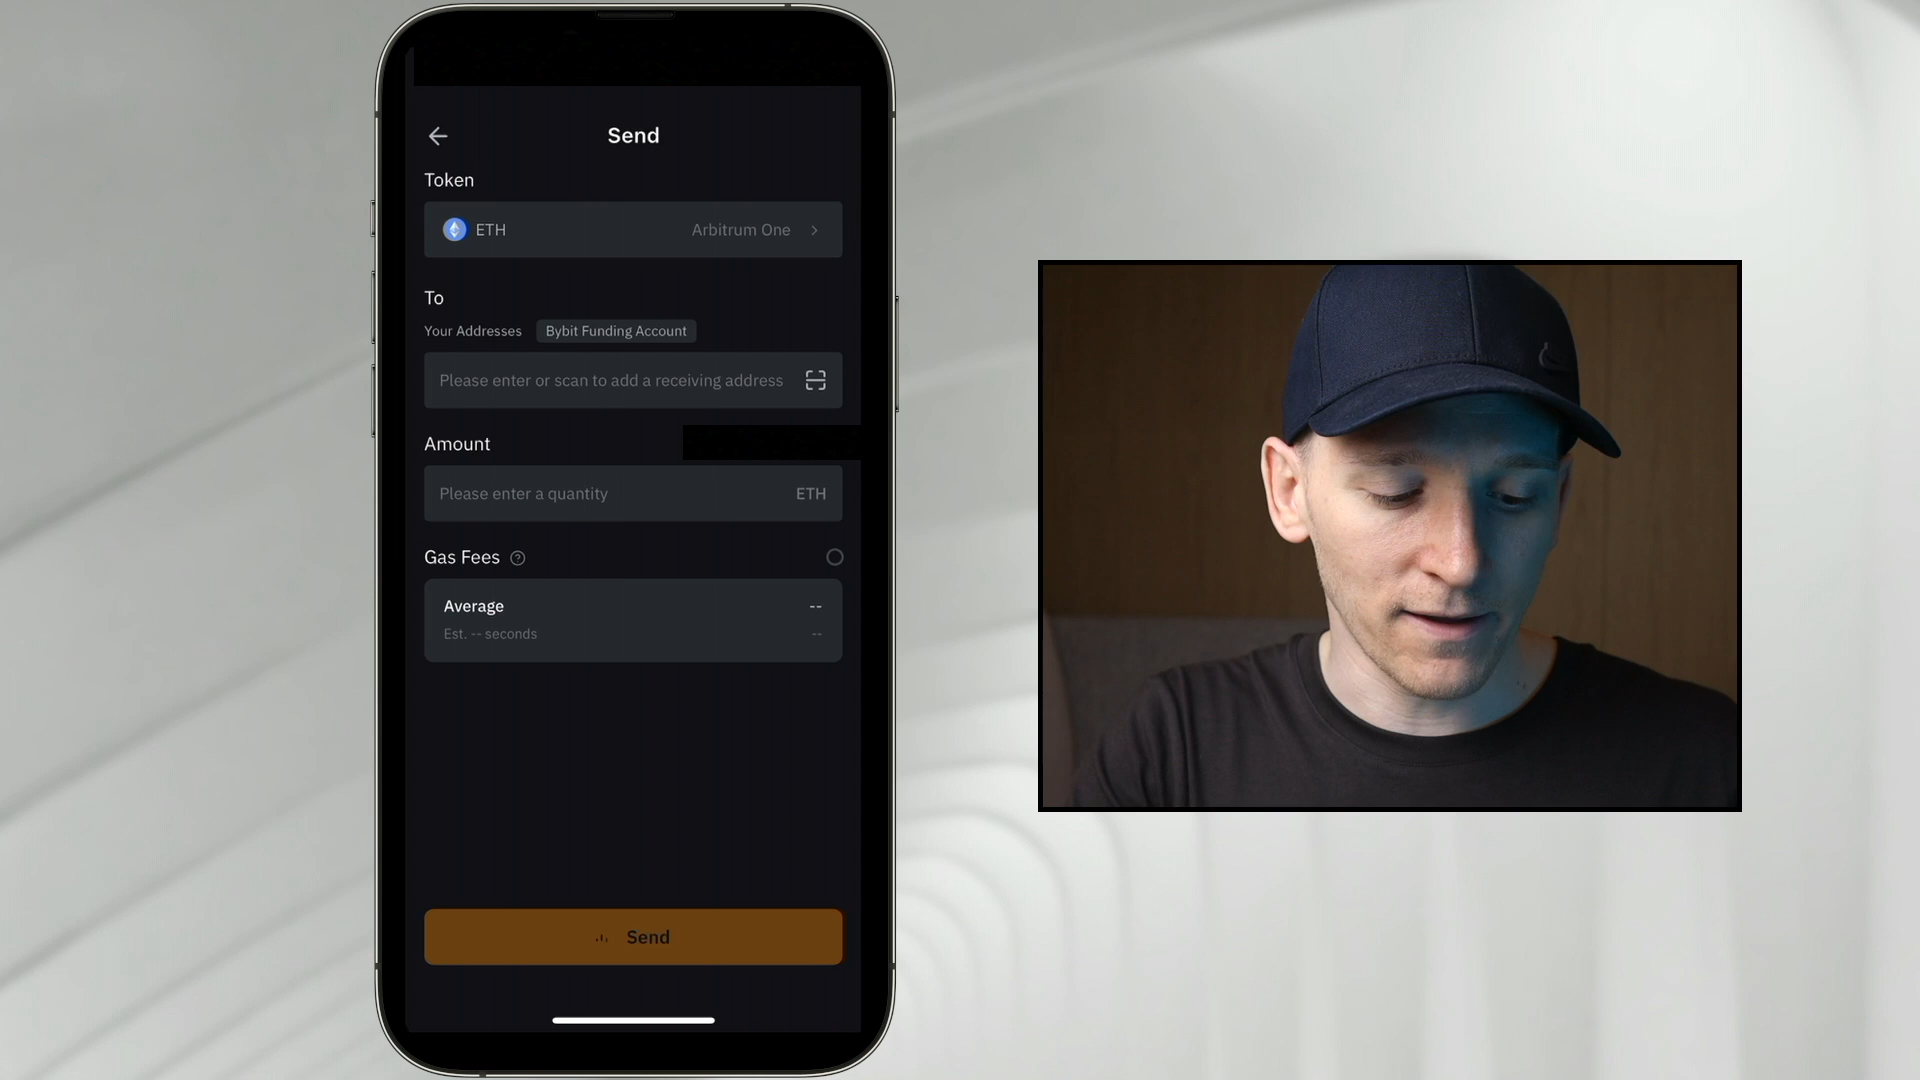 Send
Token
ETH Arbitrum One
To
Your Addresses Bybit Funding Account
Please enter or scan to add a receiving address
Amount
Please enter a quantity ETH
Gas Fees
Average --
Est. -- seconds --
Send